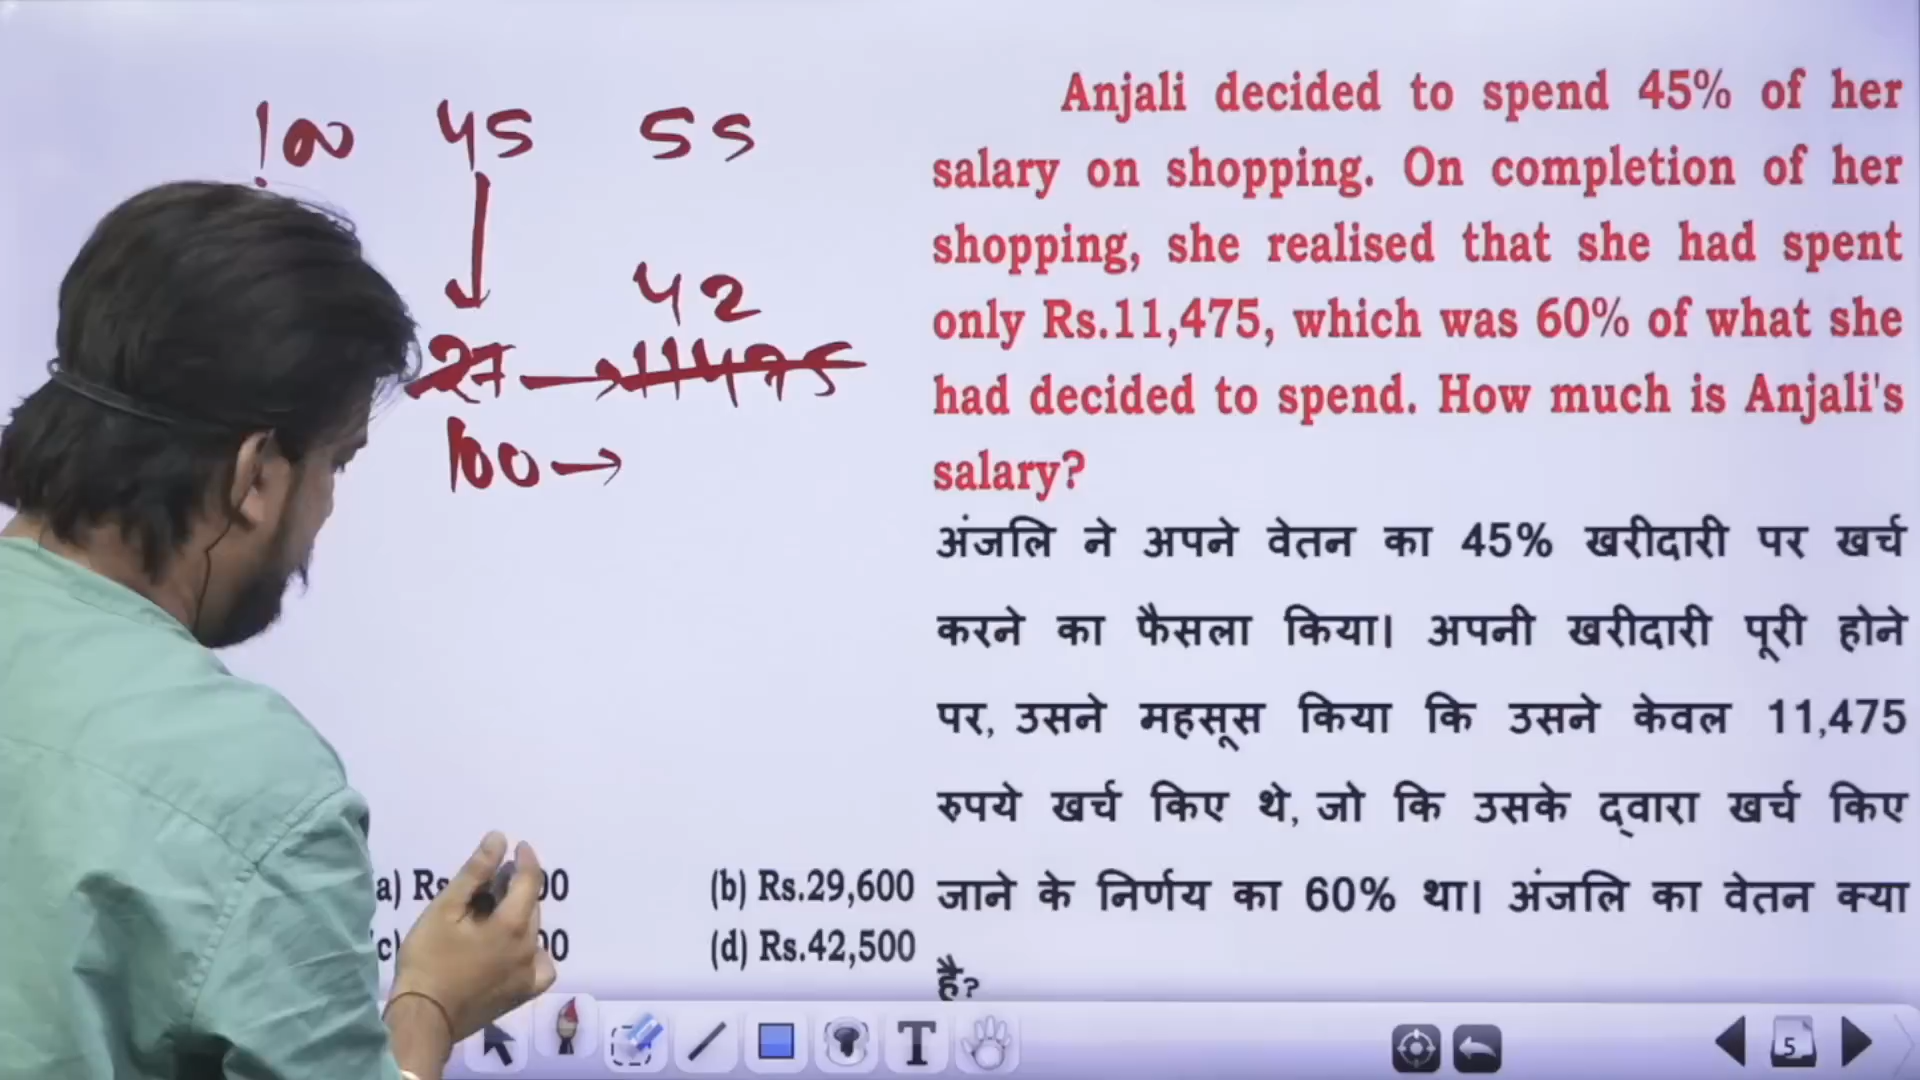 100 45 55
42
27 → 11475
100 →
Anjali decided to spend 45% of her
salary on shopping. On completion of her
shopping, she realised that she had spent
only Rs.11,475, which was 60% of what she
had decided to spend. How much is Anjali's
salary?
अंजलि ने अपने वेतन का 45% खरीदारी पर खर्च
करने का फैसला किया। अपनी खरीदारी पूरी होने
पर, उसने महसूस किया कि उसने केवल 11,475
रुपये खर्च किए थे, जो कि उसके द्वारा खर्च किए
जाने के निर्णय का 60% था। अंजलि का वेतन क्या
है?
a) Rs. 00 (b) Rs.29,600
c) 00 (d) Rs.42,500
T 5